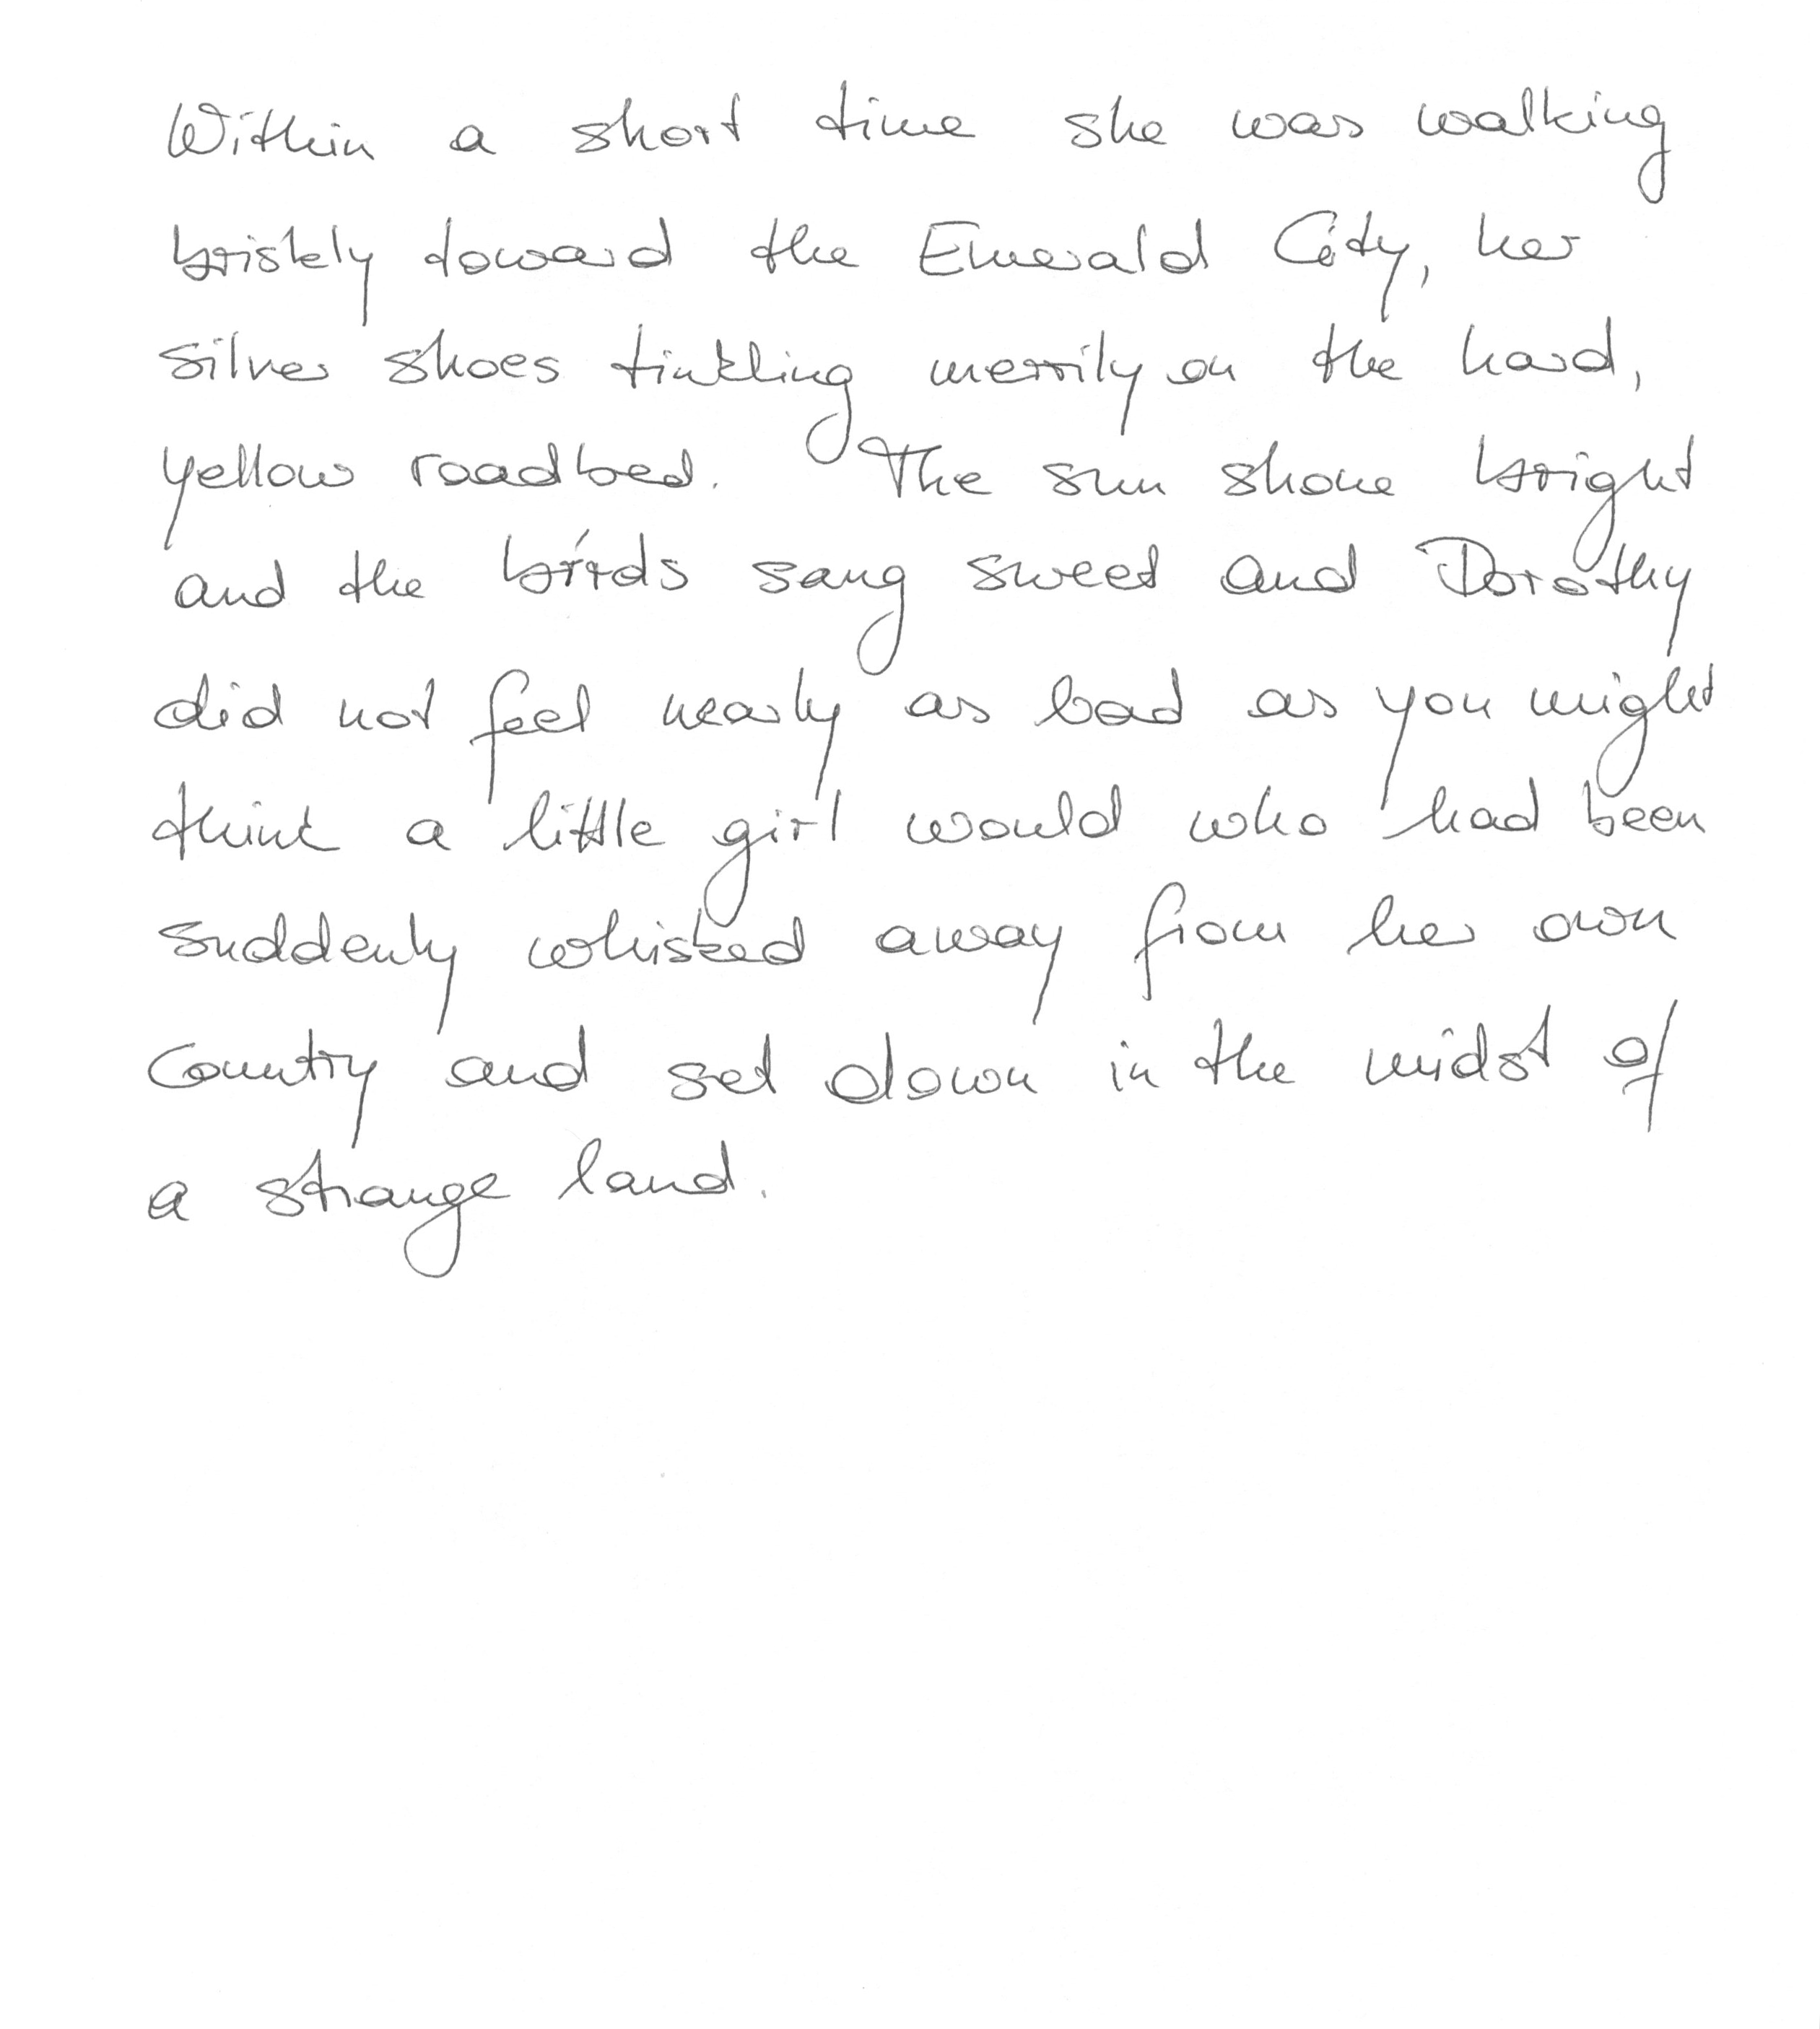 Within a short time she was walking
briskly toward the Emerald City, her
silver shoes tinkling merrily on the hard,
yellow roadbed. The sun shone bright
and the birds sang sweet and Dorothy
did not feel nearly as bad as you might
think a little girl would who had been
suddenly whisked away from her own
country and set down in the midst of
a strange land.